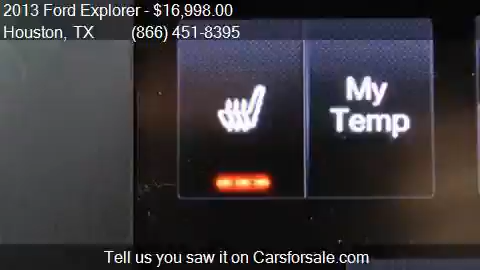 2013 Ford Explorer - $16,998.00
Houston, TX (866) 451-8395
My
Temp
Tell us you saw it on Carsforsale.com